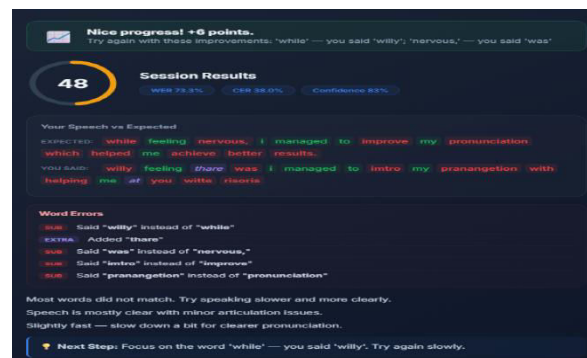 Nice progress! +6 points.
Try again with these improvements: 'while' — you said 'willy'; 'nervous,' — you said 'was'
48
Session Results
WER 73.3% CER 38.0% Confidence 83%
Your Speech vs Expected
EXPECTED: while feeling nervous, i managed to improve my pronunciation
which helped me achieve better results.
YOU SAID: willy feeling thare was i managed to imtro my pranangetion with
helping me at you witte risoris
Word Errors
SUB Said "willy" instead of "while"
EXTRA Added "thare"
SUB Said "was" instead of "nervous,"
SUB Said "imtro" instead of "improve"
SUB Said "pranangetion" instead of "pronunciation"
Most words did not match. Try speaking slower and more clearly.
Speech is mostly clear with minor articulation issues.
Slightly fast — slow down a bit for clearer pronunciation.
Next Step: Focus on the word 'while' — you said 'willy'. Try again slowly.